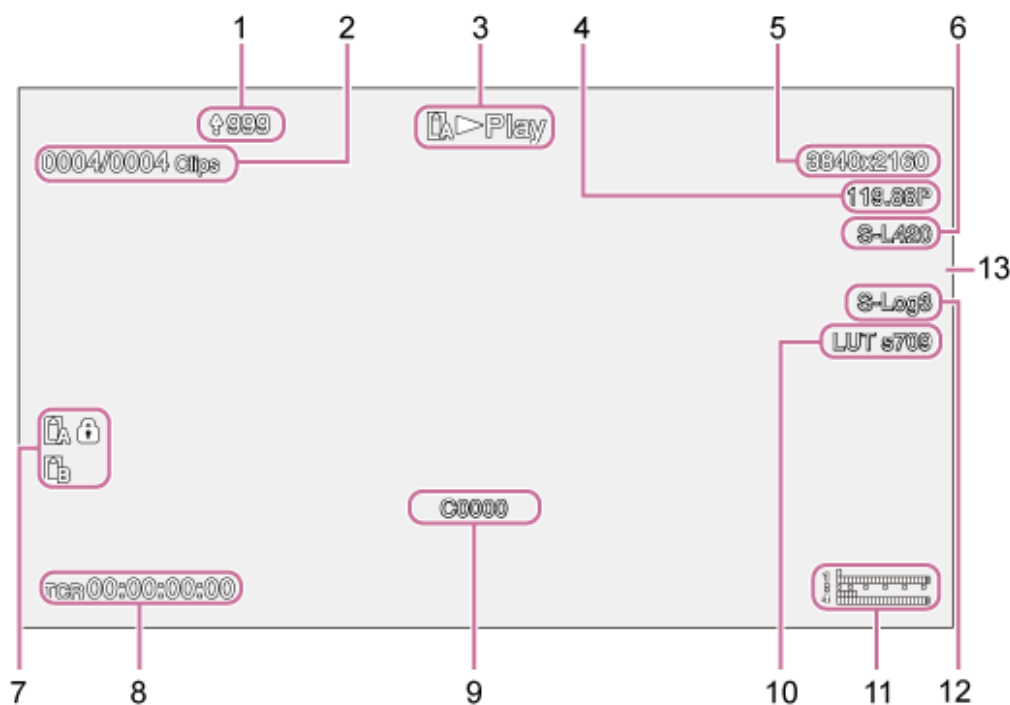 1 2 3 4 5 6
999
A Play
0004/0004 Clips
3840x2160
119.88P
S-L420
13
S-Log3
LUT s709
A
B
C0000
TCR 00:00:00:00
7 8 9 10 11 12